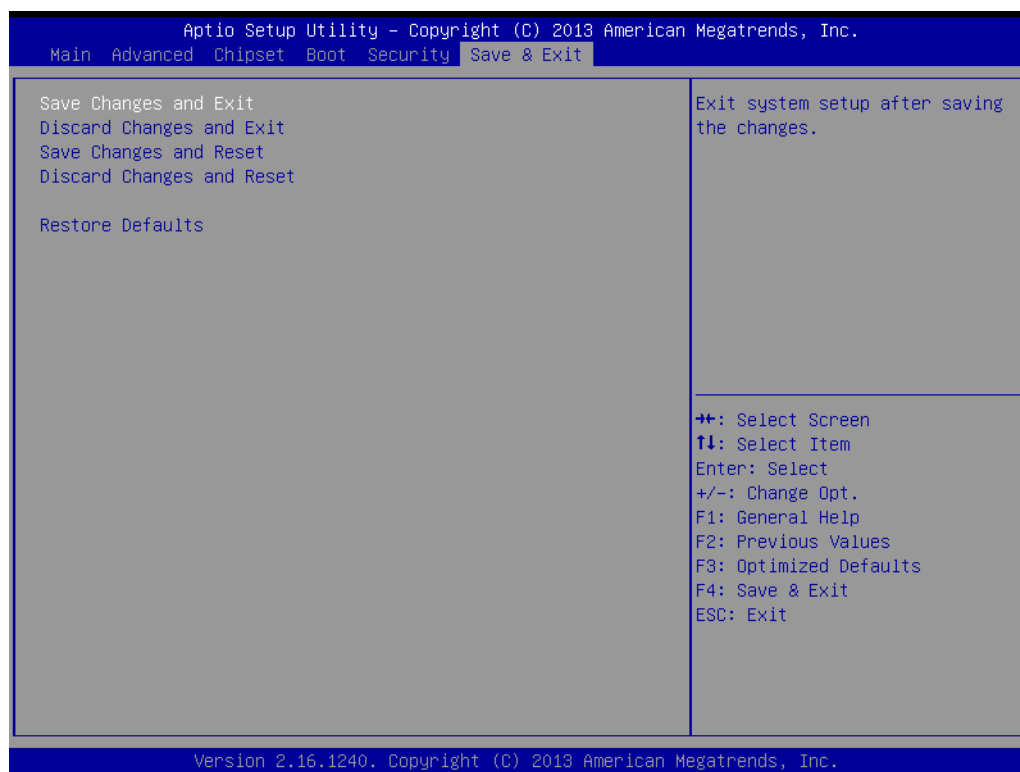 Aptio Setup Utility – Copyright (C) 2013 American Megatrends, Inc.
Main Advanced Chipset Boot Security Save & Exit
Save Changes and Exit
Discard Changes and Exit
Save Changes and Reset
Discard Changes and Reset
Restore Defaults
Exit system setup after saving
the changes.
→←: Select Screen
↑↓: Select Item
Enter: Select
+/-: Change Opt.
F1: General Help
F2: Previous Values
F3: Optimized Defaults
F4: Save & Exit
ESC: Exit
Version 2.16.1240. Copyright (C) 2013 American Megatrends, Inc.